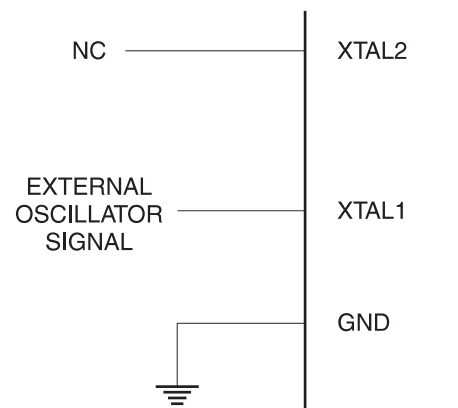 NC XTAL2
EXTERNAL
OSCILLATOR XTAL1
SIGNAL
GND